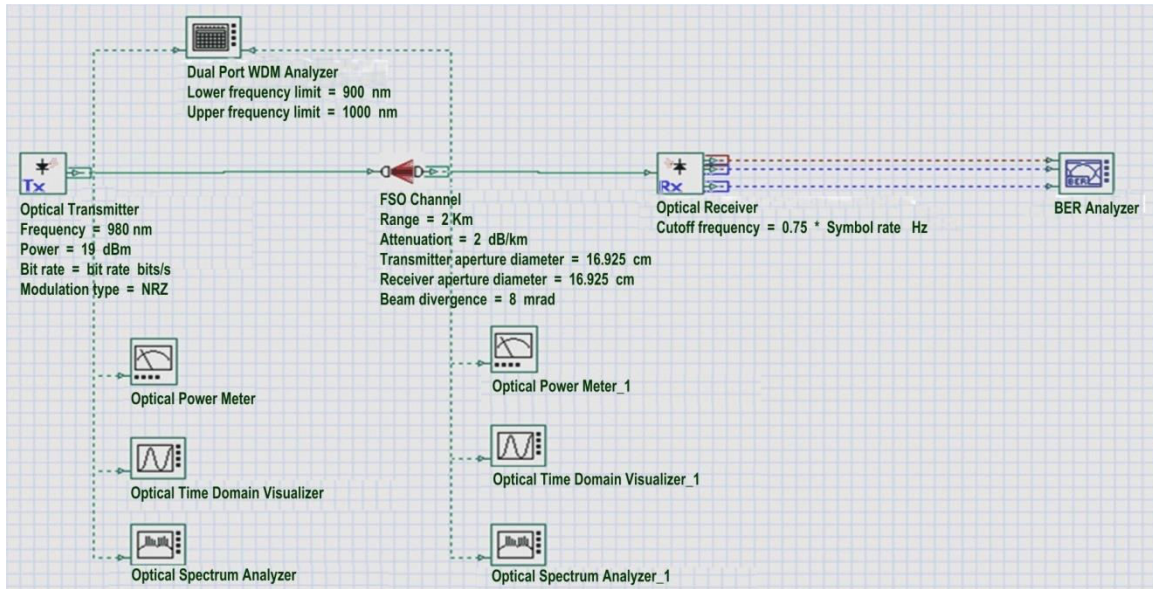 Dual Port WDM Analyzer
Lower frequency limit = 900 nm
Upper frequency limit = 1000 nm
Tx
Optical Transmitter
Frequency = 980 nm
Power = 19 dBm
Bit rate = bit rate bits/s
Modulation type = NRZ
FSO Channel
Range = 2 Km
Attenuation = 2 dB/km
Transmitter aperture diameter = 16.925 cm
Receiver aperture diameter = 16.925 cm
Beam divergence = 8 mrad
Rx
Optical Receiver
Cutoff frequency = 0.75 * Symbol rate Hz
BER
BER Analyzer
Optical Power Meter
Optical Power Meter_1
Optical Time Domain Visualizer
Optical Time Domain Visualizer_1
Optical Spectrum Analyzer
Optical Spectrum Analyzer_1